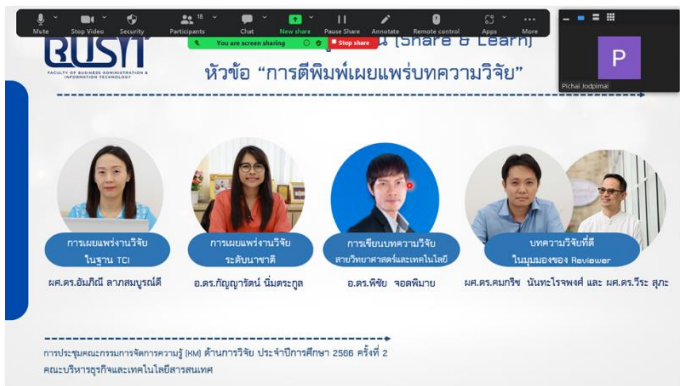 Mute
Stop Video
Security
Participants
18
Chat
New share
Pause Share
Annotate
Remote control
Apps
More
You are screen sharing
Stop share
(Share & Learn)
FACULTY OF BUSINESS ADMINISTRATION &
INFORMATION TECHNOLOGY
หัวข้อ “การตีพิมพ์เผยแพร่บทความวิจัย”
P
Pichai Jodpimai
การเผยแพร่งานวิจัย
ในฐาน TCI
ผศ.ดร.อัมภิณี ลาภสมบูรณ์ดี
การเผยแพร่งานวิจัย
ระดับนานาชาติ
อ.ดร.กัญญารัตน์ นิ่มตระกูล
การเขียนบทความวิจัย
สายวิทยาศาสตร์และเทคโนโลยี
อ.ดร.พิชัย จอดพิมาย
บทความวิจัยที่ดี
ในมุมมองของ Reviewer
ผศ.ดร.คมกริช นันทะโรจพงศ์ และ ผศ.ดร.วีระ สุภะ
การประชุมคณะกรรมการจัดการความรู้ (KM) ด้านการวิจัย ประจำปีการศึกษา 2566 ครั้งที่ 2
คณะบริหารธุรกิจและเทคโนโลยีสารสนเทศ